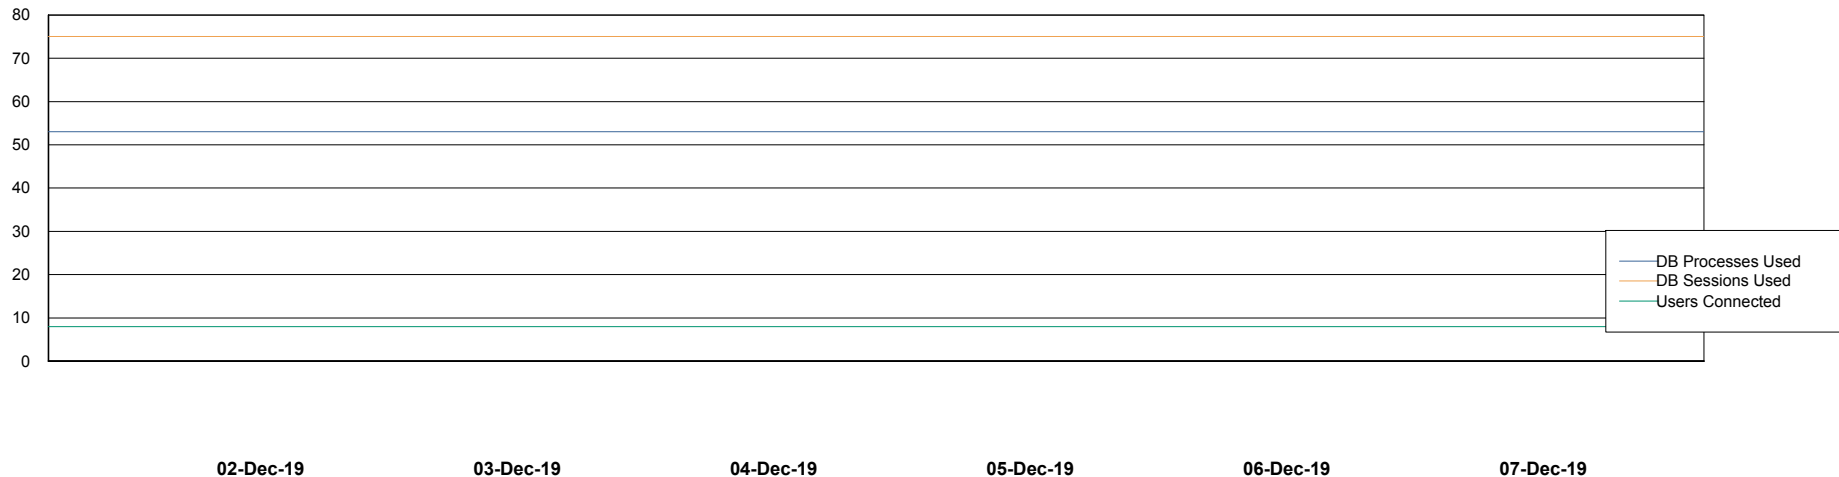 80
70
60
50
40
30
20
10
0
DB Processes Used
DB Sessions Used
Users Connected
02-Dec-19 03-Dec-19 04-Dec-19 05-Dec-19 06-Dec-19 07-Dec-19